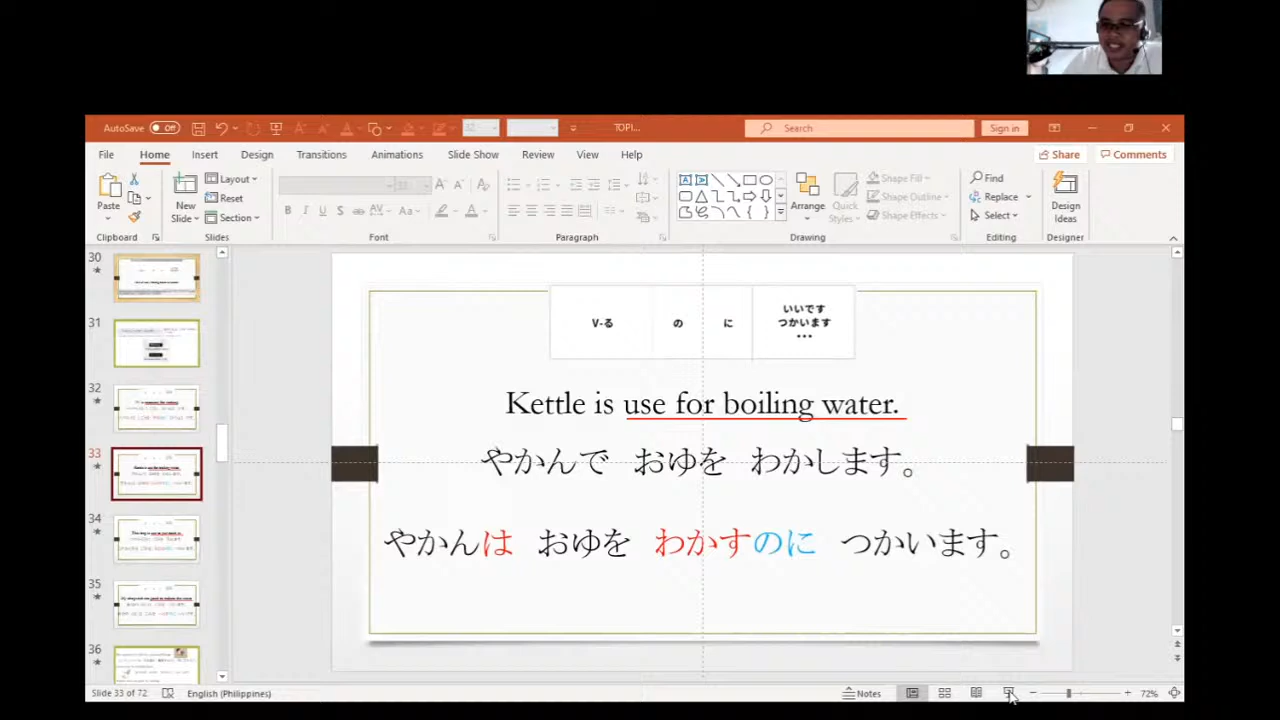 AutoSave Off TOPI... Search Sign in
File Home Insert Design Transitions Animations Slide Show Review View Help Share Comments
Paste
Clipboard
New
Slide
Layout
Reset
Section
Slides
Font
Paragraph
Arrange
Quick
Styles
Shape Fill
Shape Outline
Shape Effects
Drawing
Find
Replace
Select
Editing
Design
Ideas
Designer
30
31
32
33
34
35
36
V-る の に いいです
つかいます
•••
Kettle is use for boiling water.
やかんで おゆを わかします。
やかんは おゆを わかすのに つかいます。
Slide 33 of 72 English (Philippines) Notes 72%